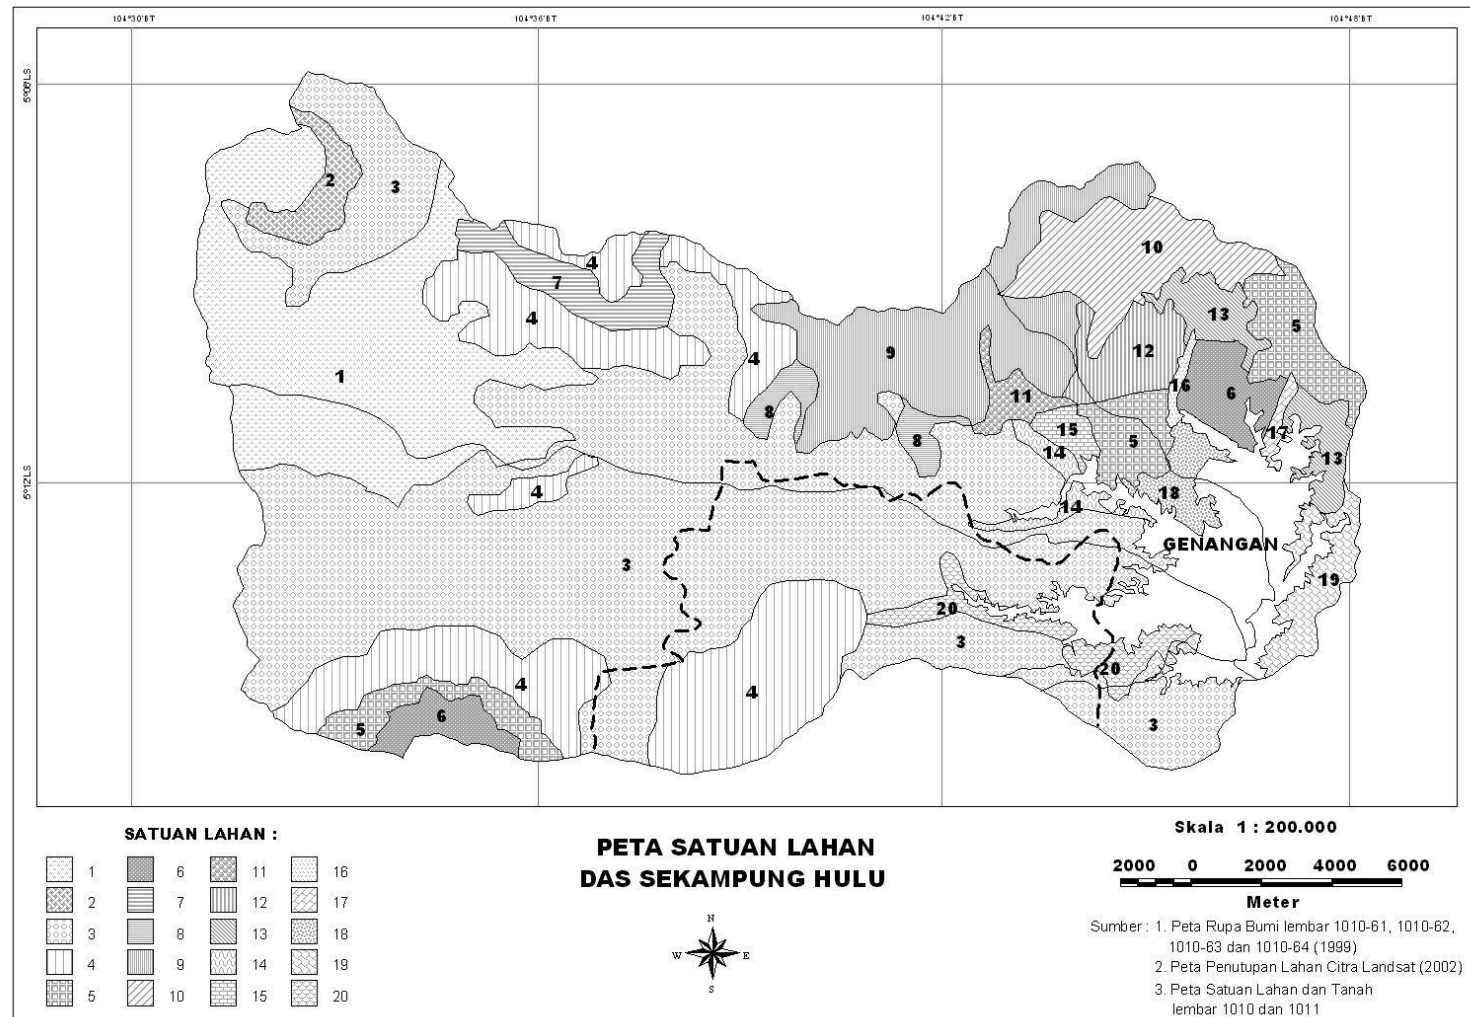 104°30'BT
104°36'BT
104°42'BT
104°48'BT
5°06'LS
5°12'LS
2
3
10
4
7
4
13
5
9
12
4
1
16
6
11
8
15
5
17
8
14
13
4
18
14
GENANGAN
3
19
20
3
20
4
4
6
5
3
SATUAN LAHAN :
1
6
11
16
2
7
12
17
3
8
13
18
4
9
14
19
5
10
15
20
PETA SATUAN LAHAN
DAS SEKAMPUNG HULU
N
W
E
S
Skala 1 : 200.000
2000 0 2000 4000 6000
Meter
Sumber : 1. Peta Rupa Bumi lembar 1010-61, 1010-62,
1010-63 dan 1010-64 (1999)
2. Peta Penutupan Lahan Citra Landsat (2002)
3. Peta Satuan Lahan dan Tanah
lembar 1010 dan 1011